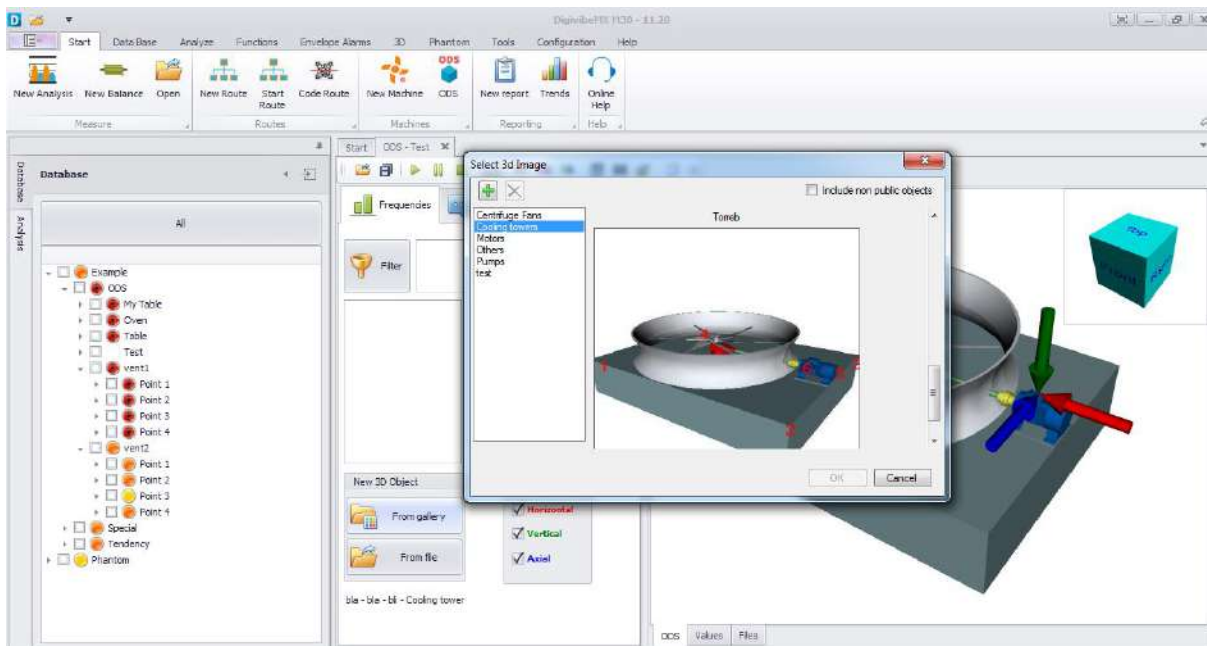 DigivibeMX M30 - 11.20
Start Data Base Analyze Functions Envelope Alarms 3D Phantom Tools Configuration Help
ODS
New Analysis New Balance Open New Route Start Route Code Route New Machine ODS New report Trends Online Help
Measure Routes Machines Reporting Help
Database
Analysis
Database
All
Example
ODS
My Table
Oven
Table
Test
vent1
Point 1
Point 2
Point 3
Point 4
vent2
Point 1
Point 2
Point 3
Point 4
Special
Tendency
Phantom
Start ODS - Test
Frequencies
Filter
New 3D Object
From gallery
From file
Horizontal
Vertical
Axial
bla - bla - bli - Cooling tower
Select 3d Image
Include non public objects
Centrifuge Fans
Cooling towers
Motors
Others
Pumps
test
Torreb
1
OK Cancel
Top
Front
ODS Values Files